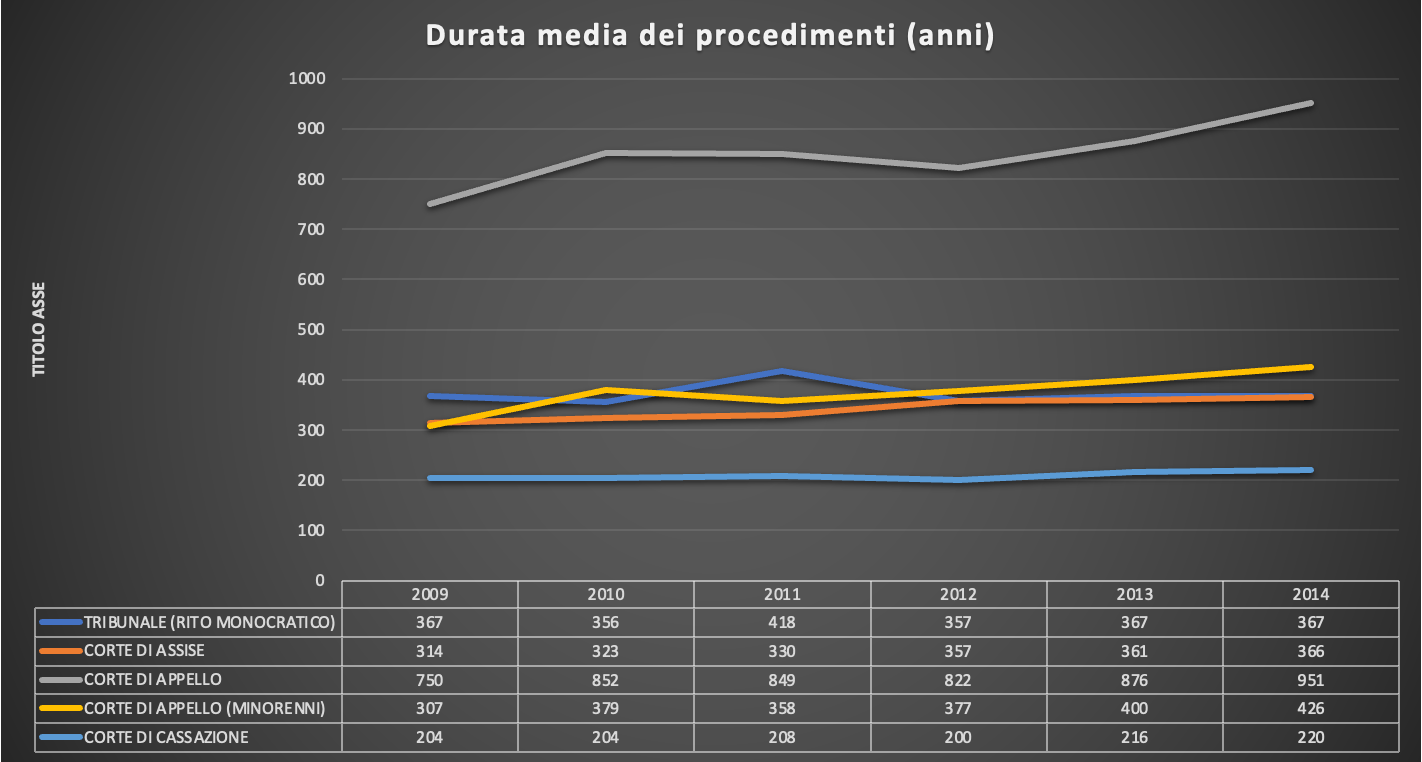 Durata media dei procedimenti (anni)
1000
900
800
700
600
500
400
300
200
100
0
TITOLO ASSE
2009 2010 2011 2012 2013 2014
TRIBUNALE (RITO MONOCRATICO) 367 356 418 357 367 367
CORTE DI ASSISE 314 323 330 357 361 366
CORTE DI APPELLO 750 852 849 822 876 951
CORTE DI APPELLO (MINORENNI) 307 379 358 377 400 426
CORTE DI CASSAZIONE 204 204 208 200 216 220